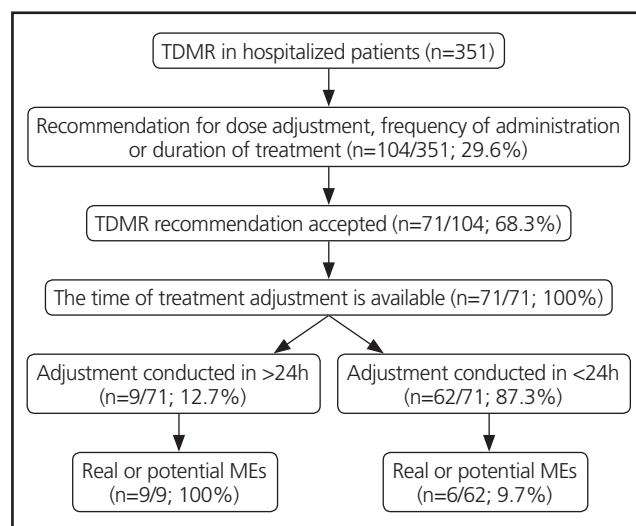 TDMR in hospitalized patients (n=351)
Recommendation for dose adjustment, frequency of administration
or duration of treatment (n=104/351; 29.6%)
TDMR recommendation accepted (n=71/104; 68.3%)
The time of treatment adjustment is available (n=71/71; 100%)
Adjustment conducted in >24h
(n=9/71; 12.7%)
Adjustment conducted in <24h
(n=62/71; 87.3%)
Real or potential MEs
(n=9/9; 100%)
Real or potential MEs
(n=6/62; 9.7%)